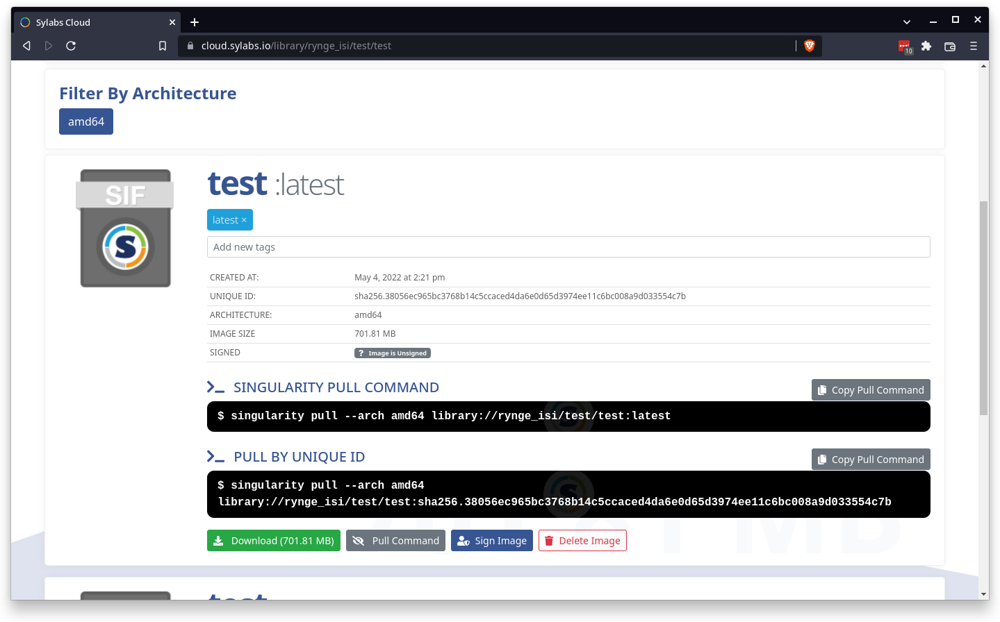 Sylabs Cloud
cloud.sylabs.io/library/rynge_isi/test/test
10
Filter By Architecture
amd64
SIF
S
test :latest
latest ×
Add new tags
CREATED AT: May 4, 2022 at 2:21 pm
UNIQUE ID: sha256.38056ec965bc3768b14c5ccaced4da6e0d65d3974ee11c6bc008a9d033554c7b
ARCHITECTURE: amd64
IMAGE SIZE 701.81 MB
SIGNED ? Image is Unsigned
SINGULARITY PULL COMMAND
Copy Pull Command
$ singularity pull --arch amd64 library://rynge_isi/test/test:latest
PULL BY UNIQUE ID
Copy Pull Command
$ singularity pull --arch amd64
library://rynge_isi/test/test:sha256.38056ec965bc3768b14c5ccaced4da6e0d65d3974ee11c6bc008a9d033554c7b
Download (701.81 MB) Pull Command Sign Image Delete Image
MB
test